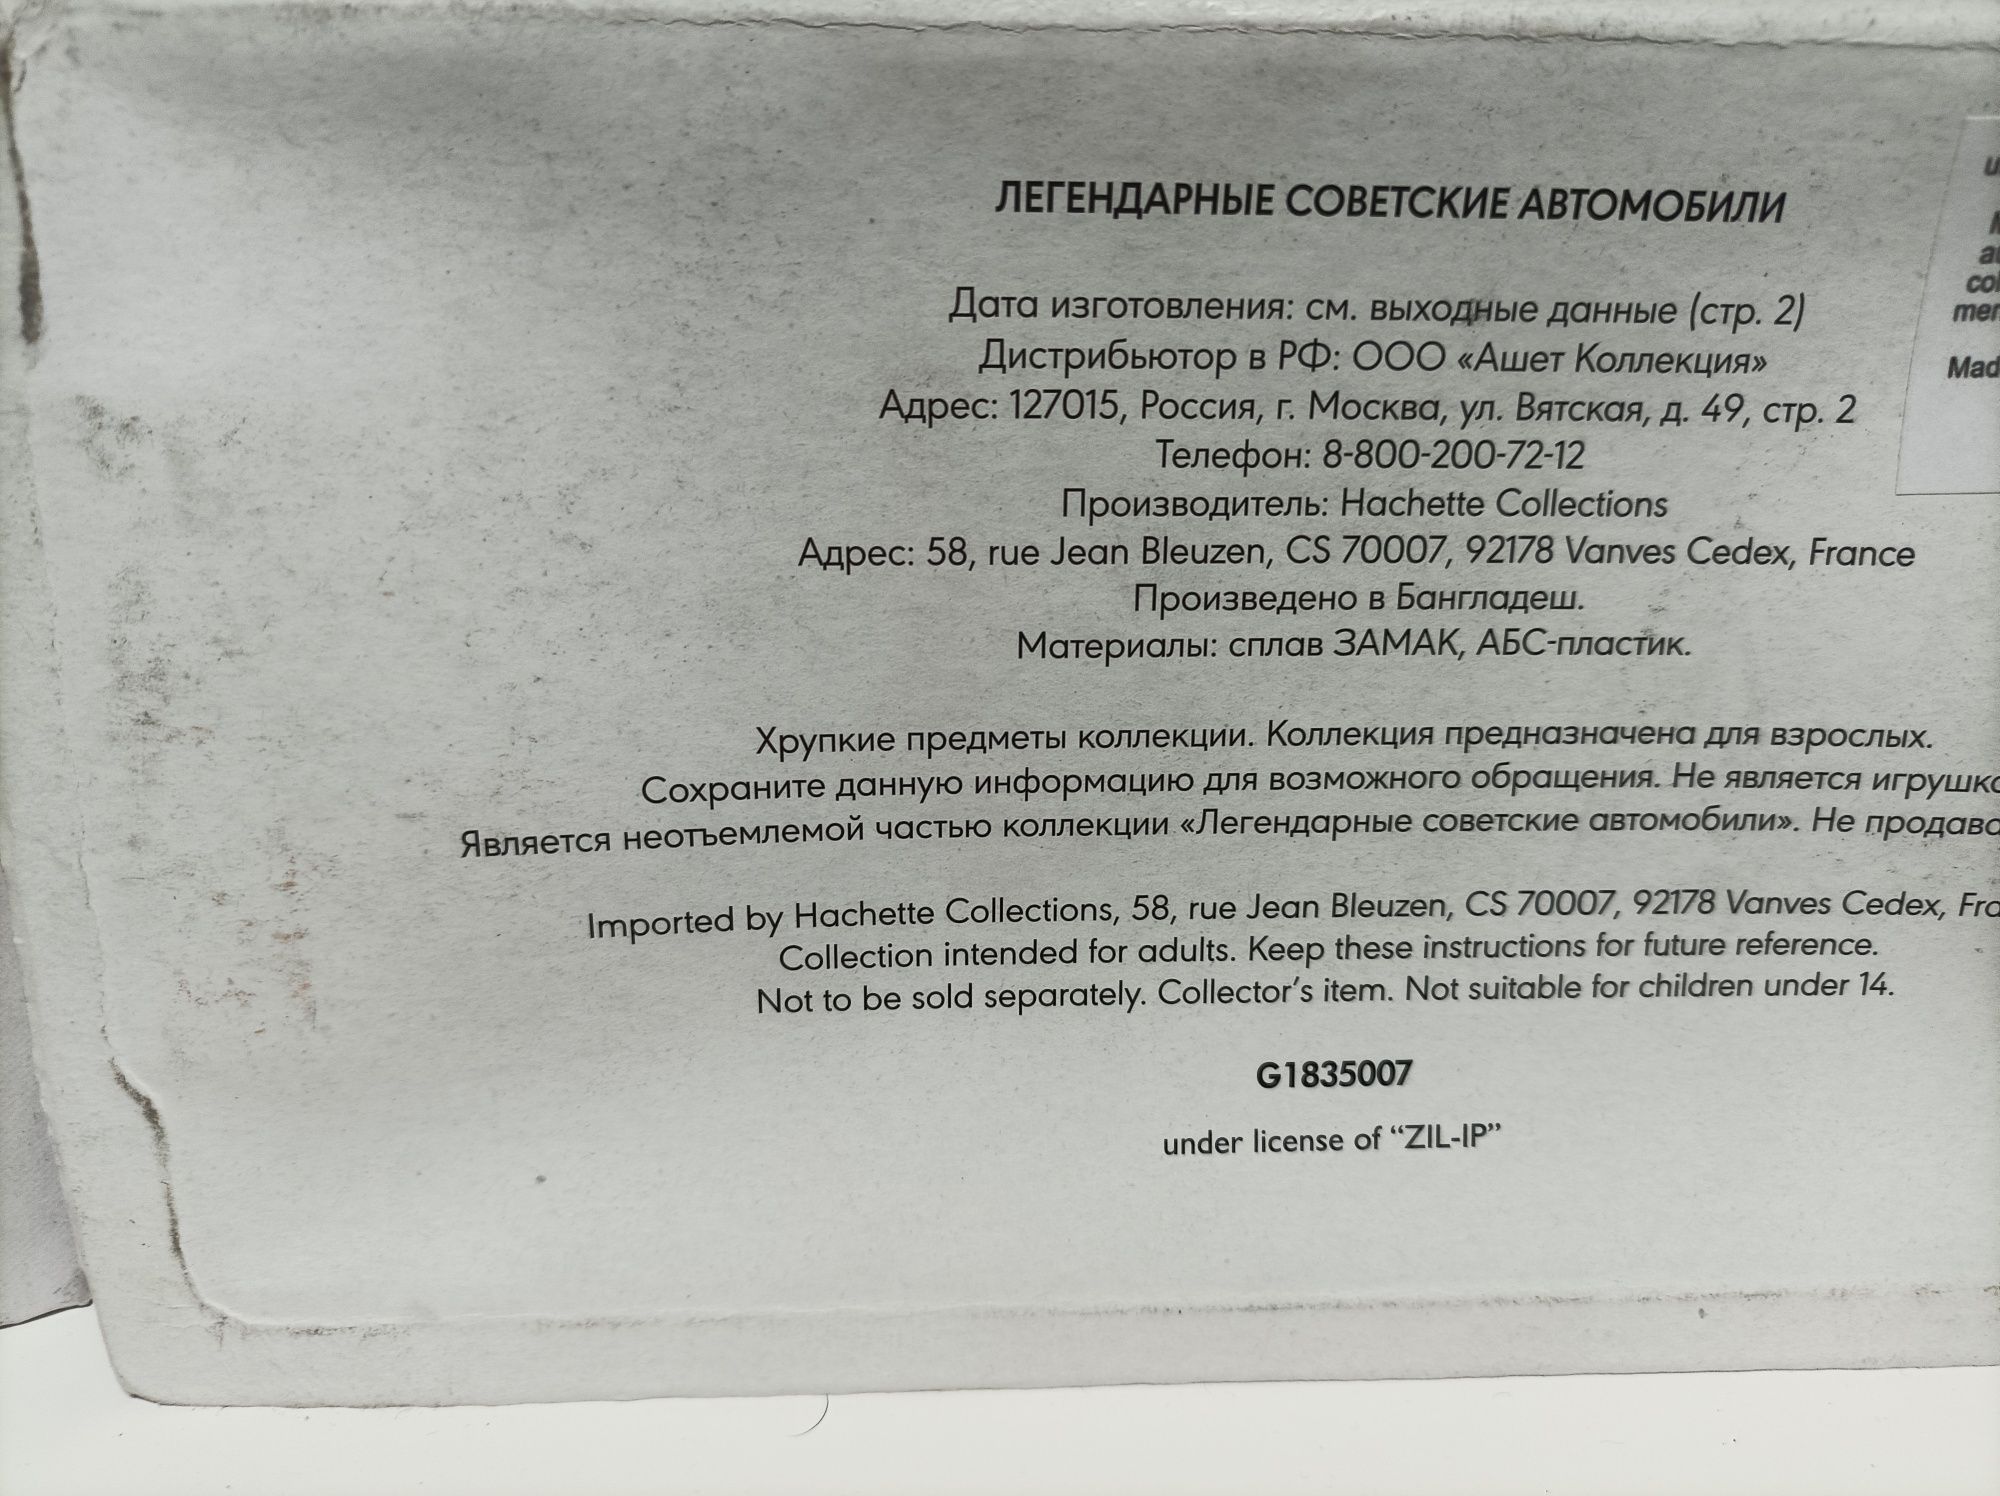 ЛЕГЕНДАРНЫЕ СОВЕТСКИЕ АВТОМОБИЛИ
Дата изготовления: см. выходные данные (стр. 2)
Дистрибьютор в РФ: ООО «Ашет Коллекция»
Адрес: 127015, Россия, г. Москва, ул. Вятская, д. 49, стр. 2
Телефон: 8-800-200-72-12
Производитель: Hachette Collections
Адрес: 58, rue Jean Bleuzen, CS 70007, 92178 Vanves Cedex, France
Произведено в Бангладеш.
Материалы: сплав ЗАМАК, АБС-пластик.
Хрупкие предметы коллекции. Коллекция предназначена для взрослых.
Сохраните данную информацию для возможного обращения. Не является
Является неотъемлемой частью коллекции «Легендарные советские автомобили». Не
Imported by Hachette Collections, 58, rue Jean Bleuzen, CS 70007, 92178 Vanves Cedex,
Collection intended for adults. Keep these instructions for future reference.
Not to be sold separately. Collector's item. Not suitable for children under 14.
G1835007
under license of “ZIL-IP”